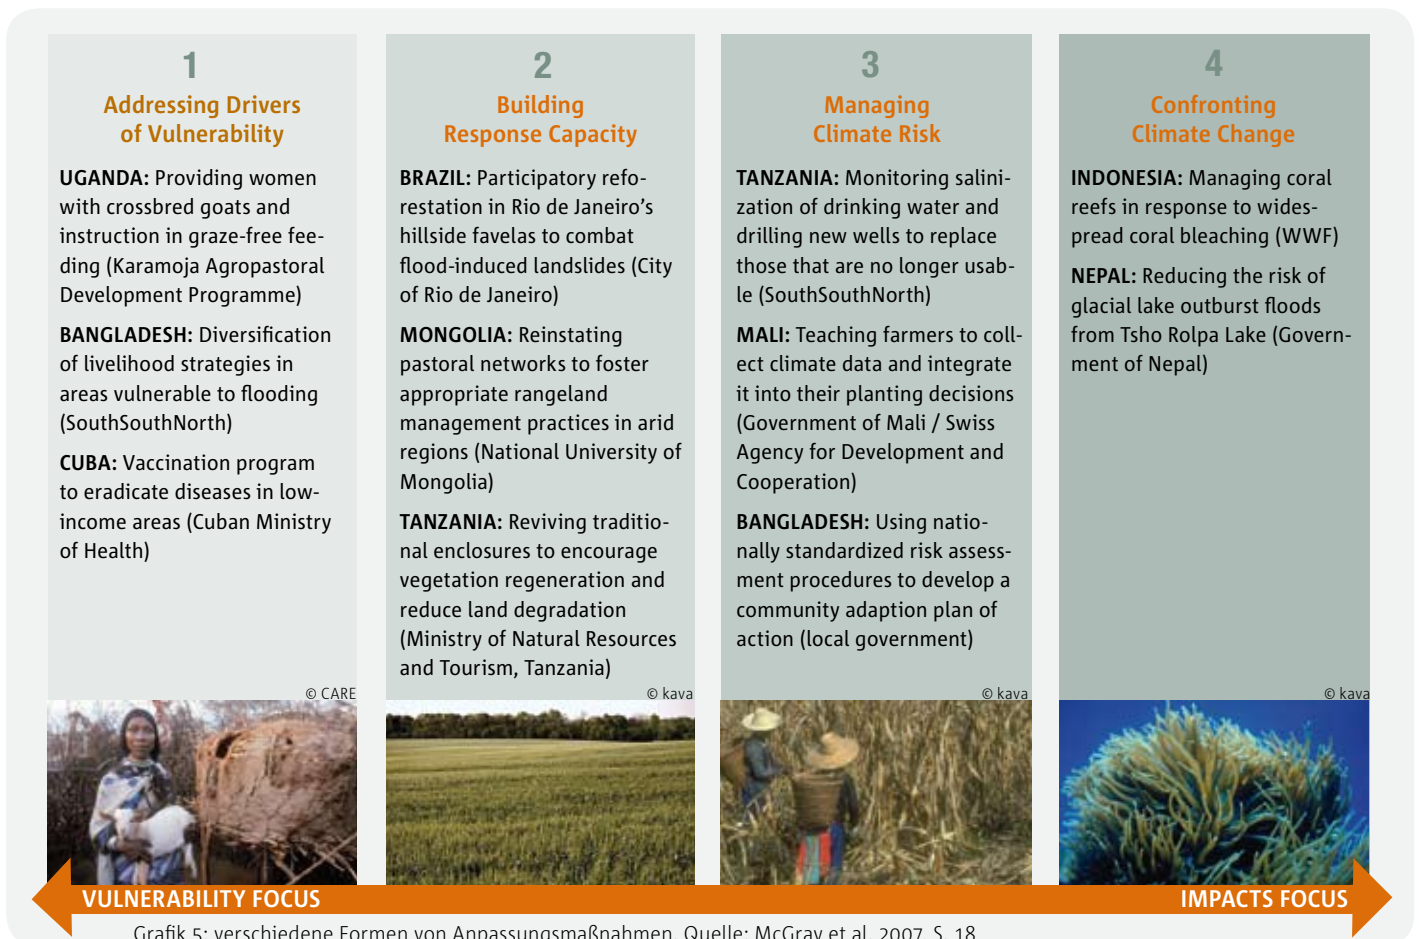 1
Addressing Drivers
of Vulnerability
UGANDA: Providing women
with crossbred goats and
instruction in graze-free fee-
ding (Karamoja Agropastoral
Development Programme)
BANGLADESH: Diversification
of livelihood strategies in
areas vulnerable to flooding
(SouthSouthNorth)
CUBA: Vaccination program
to eradicate diseases in low-
income areas (Cuban Ministry
of Health)
© CARE
2
Building
Response Capacity
BRAZIL: Participatory refo-
restation in Rio de Janeiro’s
hillside favelas to combat
flood-induced landslides (City
of Rio de Janeiro)
MONGOLIA: Reinstating
pastoral networks to foster
appropriate rangeland
management practices in arid
regions (National University of
Mongolia)
TANZANIA: Reviving traditio-
nal enclosures to encourage
vegetation regeneration and
reduce land degradation
(Ministry of Natural Resources
and Tourism, Tanzania)
© kava
3
Managing
Climate Risk
TANZANIA: Monitoring salini-
zation of drinking water and
drilling new wells to replace
those that are no longer usab-
le (SouthSouthNorth)
MALI: Teaching farmers to coll-
ect climate data and integrate
it into their planting decisions
(Government of Mali / Swiss
Agency for Development and
Cooperation)
BANGLADESH: Using natio-
nally standardized risk assess-
ment procedures to develop a
community adaption plan of
action (local government)
© kava
4
Confronting
Climate Change
INDONESIA: Managing coral
reefs in response to wides-
pread coral bleaching (WWF)
NEPAL: Reducing the risk of
glacial lake outburst floods
from Tsho Rolpa Lake (Govern-
ment of Nepal)
© kava
VULNERABILITY FOCUS
IMPACTS FOCUS
Grafik 5: verschiedene Formen von Anpassungsmaßnahmen. Quelle: McGray et al. 2007, S. 18